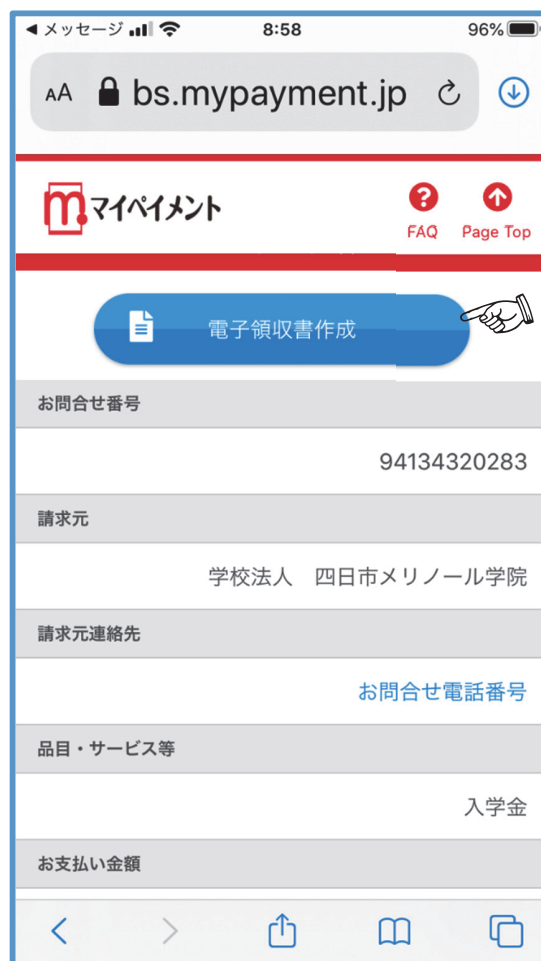 ◀メッセージ 8:58 96%
AA bs.mypayment.jp
m.マイペイメント
? FAQ Page Top
電子領収書作成
お問合せ番号
94134320283
請求元
学校法人　四日市メリノール学院
請求元連絡先
お問合せ電話番号
品目・サービス等
入学金
お支払い金額